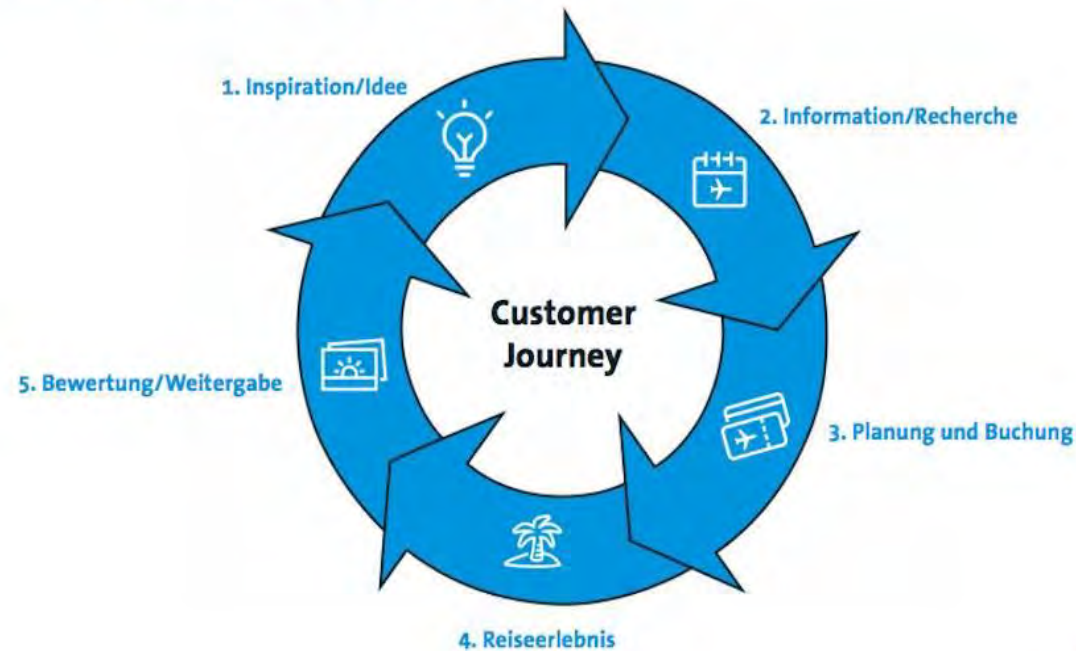 1. Inspiration/Idee
2. Information/Recherche
Customer
Journey
3. Planung und Buchung
4. Reiseerlebnis
5. Bewertung/Weitergabe